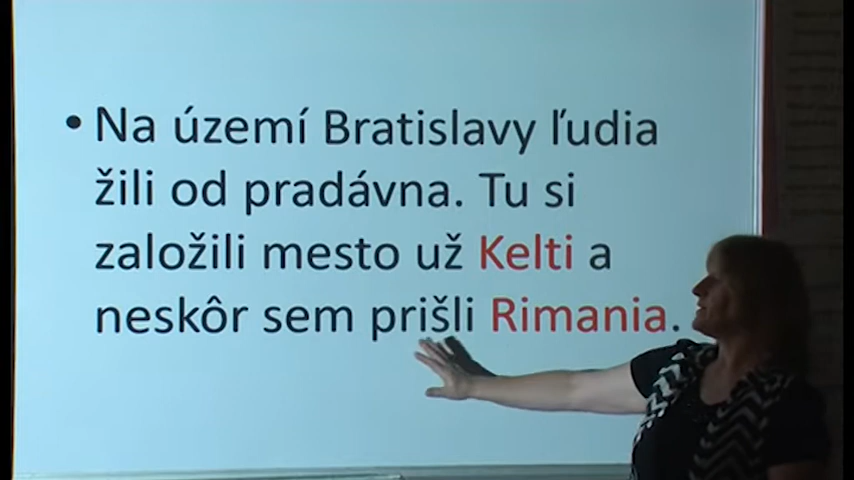 • Na území Bratislavy ľudia
žili od pradávna. Tu si
založili mesto už Kelti a
neskôr sem prišli Rimania.